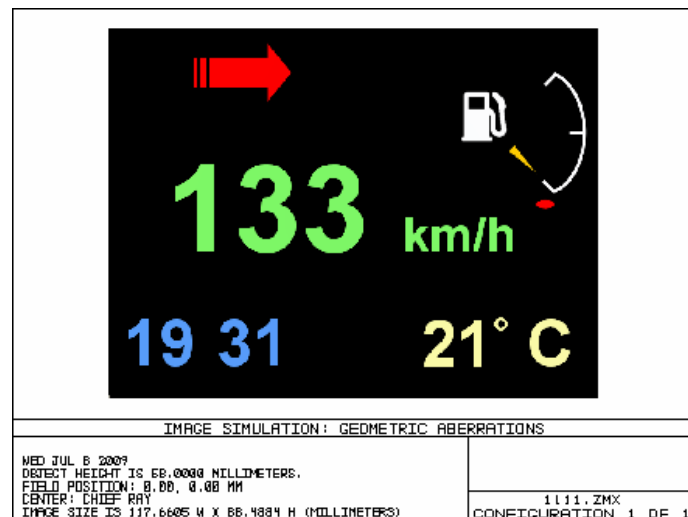 133 km/h
19 31
21° C
IMAGE SIMULATION: GEOMETRIC ABERRATIONS
WED JUL 8 2009
OBJECT HEIGHT IS 68.0000 MILLIMETERS.
FIELD POSITION: 0.00, 0.00 MM
CENTER: CHIEF RAY
IMAGE SIZE IS 117.6605 W X 88.4884 H (MILLIMETERS)
1111.ZMX
CONFIGURATION 1 OF 1